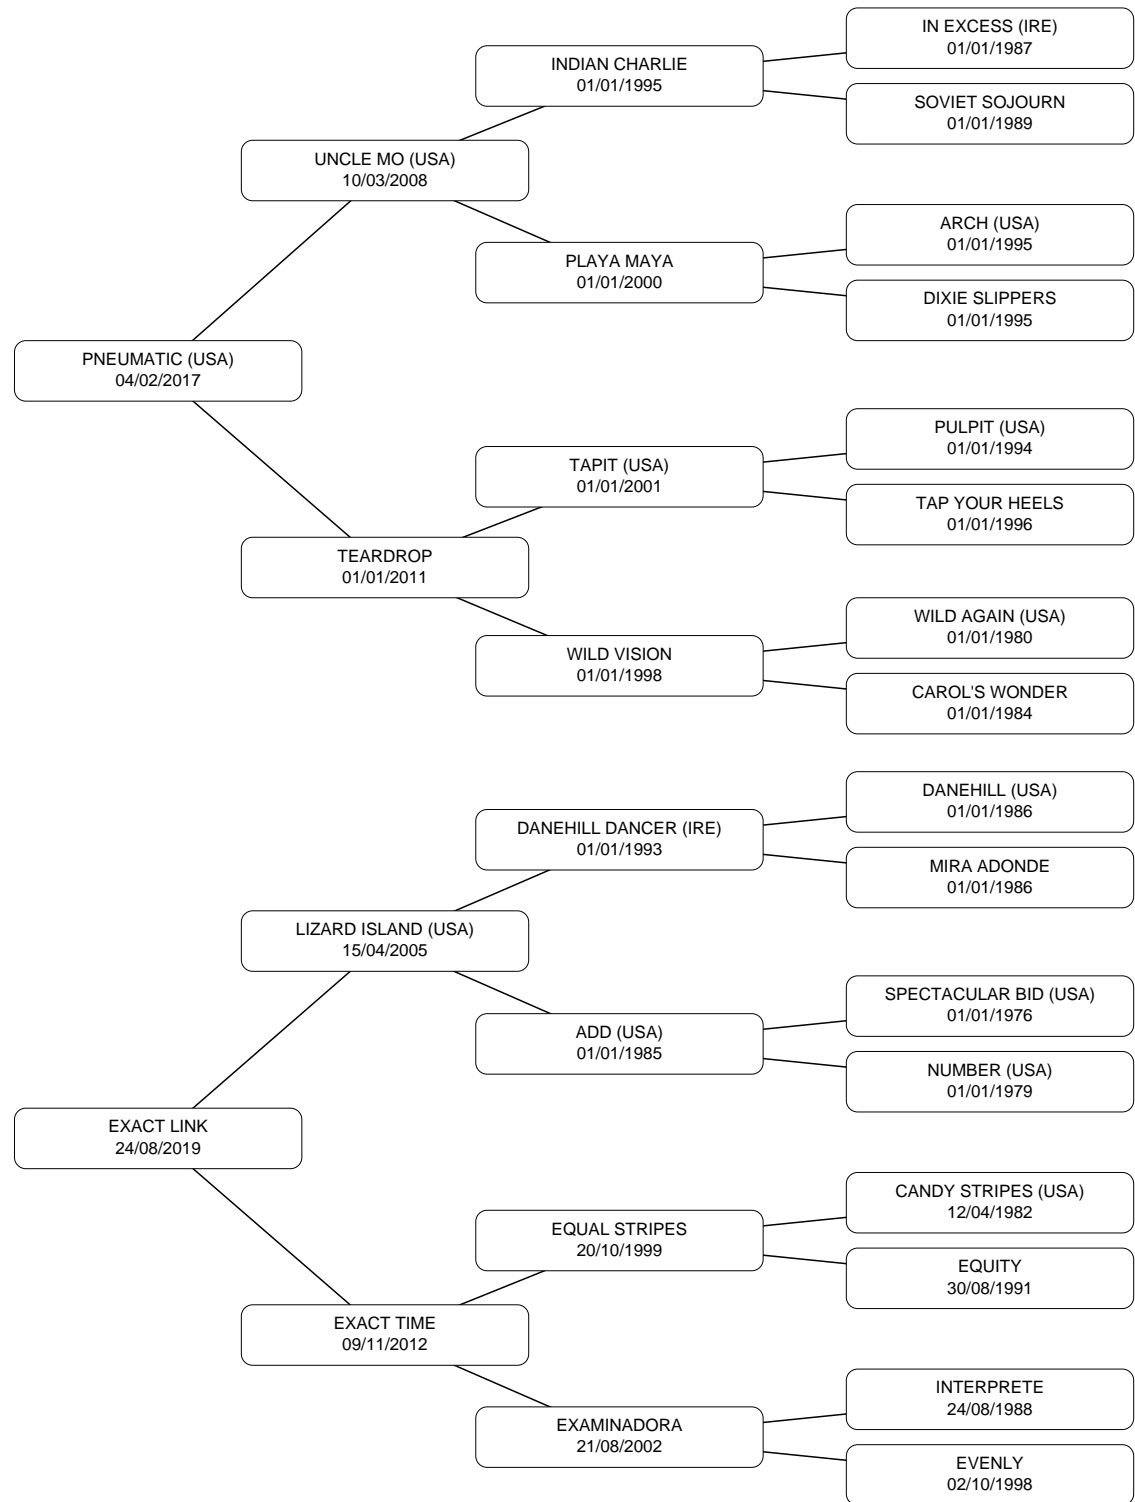 IN EXCESS (IRE)
01/01/1987
INDIAN CHARLIE
01/01/1995
SOVIET SOJOURN
01/01/1989
UNCLE MO (USA)
10/03/2008
ARCH (USA)
01/01/1995
PLAYA MAYA
01/01/2000
DIXIE SLIPPERS
01/01/1995
PNEUMATIC (USA)
04/02/2017
PULPIT (USA)
01/01/1994
TAPIT (USA)
01/01/2001
TAP YOUR HEELS
01/01/1996
TEARDROP
01/01/2011
WILD AGAIN (USA)
01/01/1980
WILD VISION
01/01/1998
CAROL'S WONDER
01/01/1984
DANEHILL (USA)
01/01/1986
DANEHILL DANCER (IRE)
01/01/1993
MIRA ADONDE
01/01/1986
LIZARD ISLAND (USA)
15/04/2005
SPECTACULAR BID (USA)
01/01/1976
ADD (USA)
01/01/1985
NUMBER (USA)
01/01/1979
EXACT LINK
24/08/2019
CANDY STRIPES (USA)
12/04/1982
EQUAL STRIPES
20/10/1999
EQUITY
30/08/1991
EXACT TIME
09/11/2012
INTERPRETE
24/08/1988
EXAMINADORA
21/08/2002
EVENLY
02/10/1998